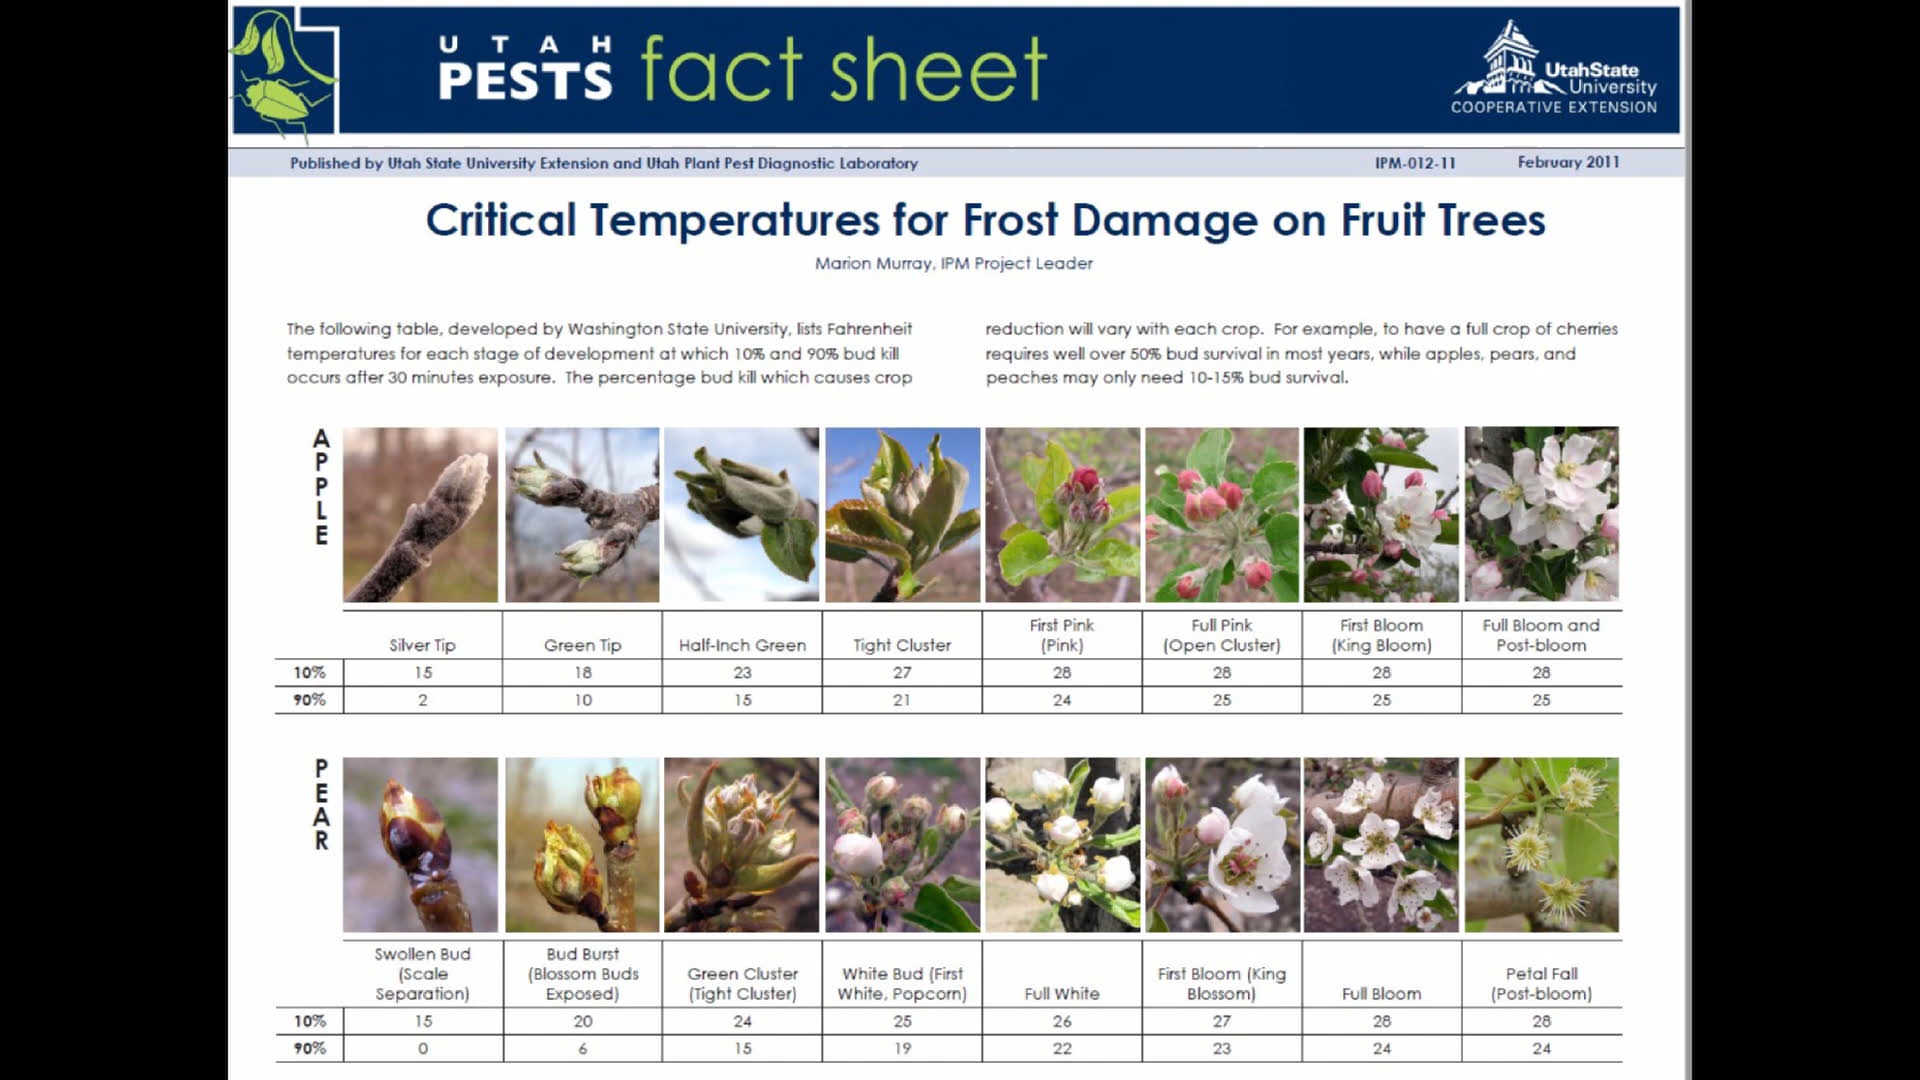 UTAH
PESTS fact sheet
UtahState
University
COOPERATIVE EXTENSION
Published by Utah State University Extension and Utah Plant Pest Diagnostic Laboratory IPM-012-11 February 2011
Critical Temperatures for Frost Damage on Fruit Trees
Marion Murray, IPM Project Leader
The following table, developed by Washington State University, lists Fahrenheit
temperatures for each stage of development at which 10% and 90% bud kill
occurs after 30 minutes exposure. The percentage bud kill which causes crop
reduction will vary with each crop. For example, to have a full crop of cherries
requires well over 50% bud survival in most years, while apples, pears, and
peaches may only need 10-15% bud survival.
APPLE
Silver Tip Green Tip Half-Inch Green Tight Cluster First Pink (Pink) Full Pink (Open Cluster) First Bloom (King Bloom) Full Bloom and Post-bloom
10% 15 18 23 27 28 28 28 28
90% 2 10 15 21 24 25 25 25
PEAR
Swollen Bud (Scale Separation) Bud Burst (Blossom Buds Exposed) Green Cluster (Tight Cluster) White Bud (First White, Popcorn) Full White First Bloom (King Blossom) Full Bloom Petal Fall (Post-bloom)
10% 15 20 24 25 26 27 28 28
90% 0 6 15 19 22 23 24 24